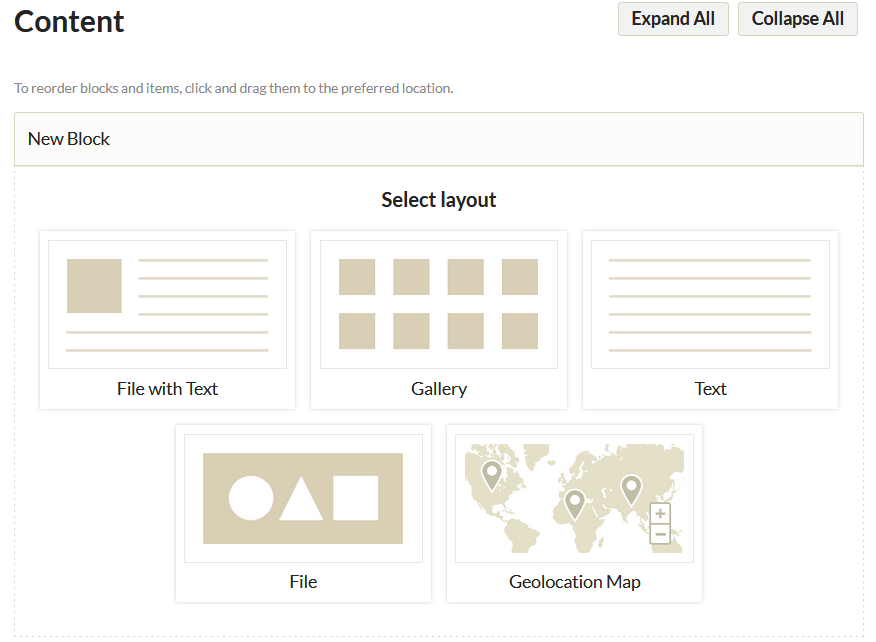 Content
Expand All
Collapse All
To reorder blocks and items, click and drag them to the preferred location.
New Block
Select layout
File with Text
Gallery
Text
File
Geolocation Map